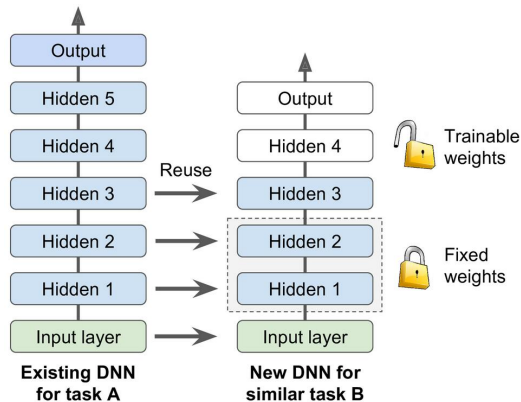 Output
Hidden 5
Hidden 4
Hidden 3
Hidden 2
Hidden 1
Input layer
Existing DNN
for task A
Reuse
Output
Hidden 4
Hidden 3
Hidden 2
Hidden 1
Input layer
New DNN for
similar task B
Trainable
weights
Fixed
weights